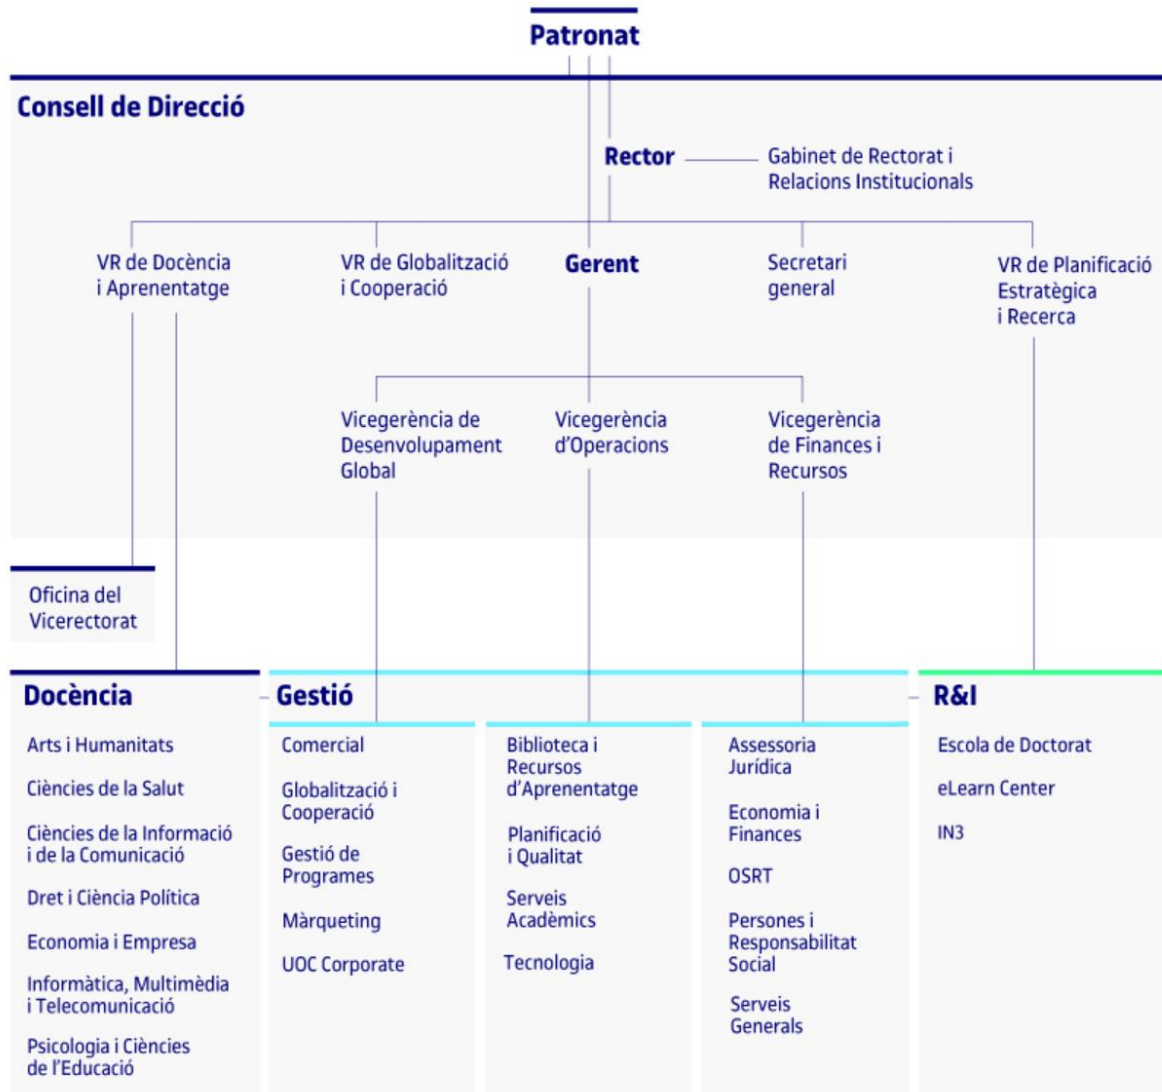 Patronat
Consell de Direcció
Rector
Gabinet de Rectorat i
Relacions Institucionals
VR de Docència
i Aprenentatge
VR de Globalització
i Cooperació
Gerent
Secretari
general
VR de Planificació
Estratègica
i Recerca
Vicegerència de
Desenvolupament
Global
Vicegerència
d'Operacions
Vicegerència
de Finances i
Recursos
Oficina del
Vicerectorat
Docència
Arts i Humanitats
Ciències de la Salut
Ciències de la Informació
i de la Comunicació
Dret i Ciència Política
Economia i Empresa
Informàtica, Multimèdia
i Telecomunicació
Psicologia i Ciències
de l'Educació
Gestió
Comercial
Globalització i
Cooperació
Gestió de
Programes
Màrqueting
UOC Corporate
Biblioteca i
Recursos
d'Aprenentatge
Planificació
i Qualitat
Serveis
Acadèmics
Tecnologia
Assessoria
Jurídica
Economia i
Finances
OSRT
Persones i
Responsabilitat
Social
Serveis
Generals
R&I
Escola de Doctorat
eLearn Center
IN3